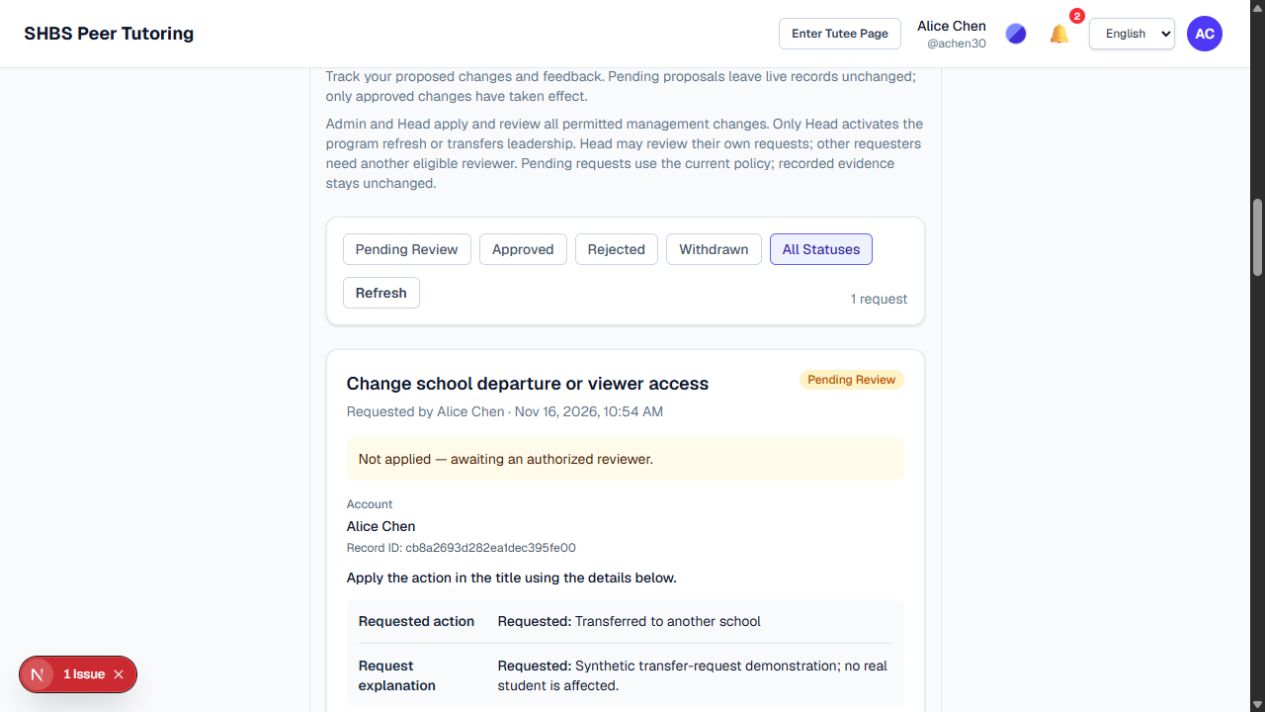 SHBS Peer Tutoring
Enter Tutee Page
Alice Chen
@achen30
2
English
AC
Track your proposed changes and feedback. Pending proposals leave live records unchanged;
only approved changes have taken effect.
Admin and Head apply and review all permitted management changes. Only Head activates the
program refresh or transfers leadership. Head may review their own requests; other requesters
need another eligible reviewer. Pending requests use the current policy; recorded evidence
stays unchanged.
Pending Review
Approved
Rejected
Withdrawn
All Statuses
Refresh
1 request
Change school departure or viewer access
Pending Review
Requested by Alice Chen · Nov 16, 2026, 10:54 AM
Not applied — awaiting an authorized reviewer.
Account
Alice Chen
Record ID: cb8a2693d282ea1dec395fe00
Apply the action in the title using the details below.
Requested action
Requested: Transferred to another school
Request
explanation
Requested: Synthetic transfer-request demonstration; no real
student is affected.
N
1 Issue